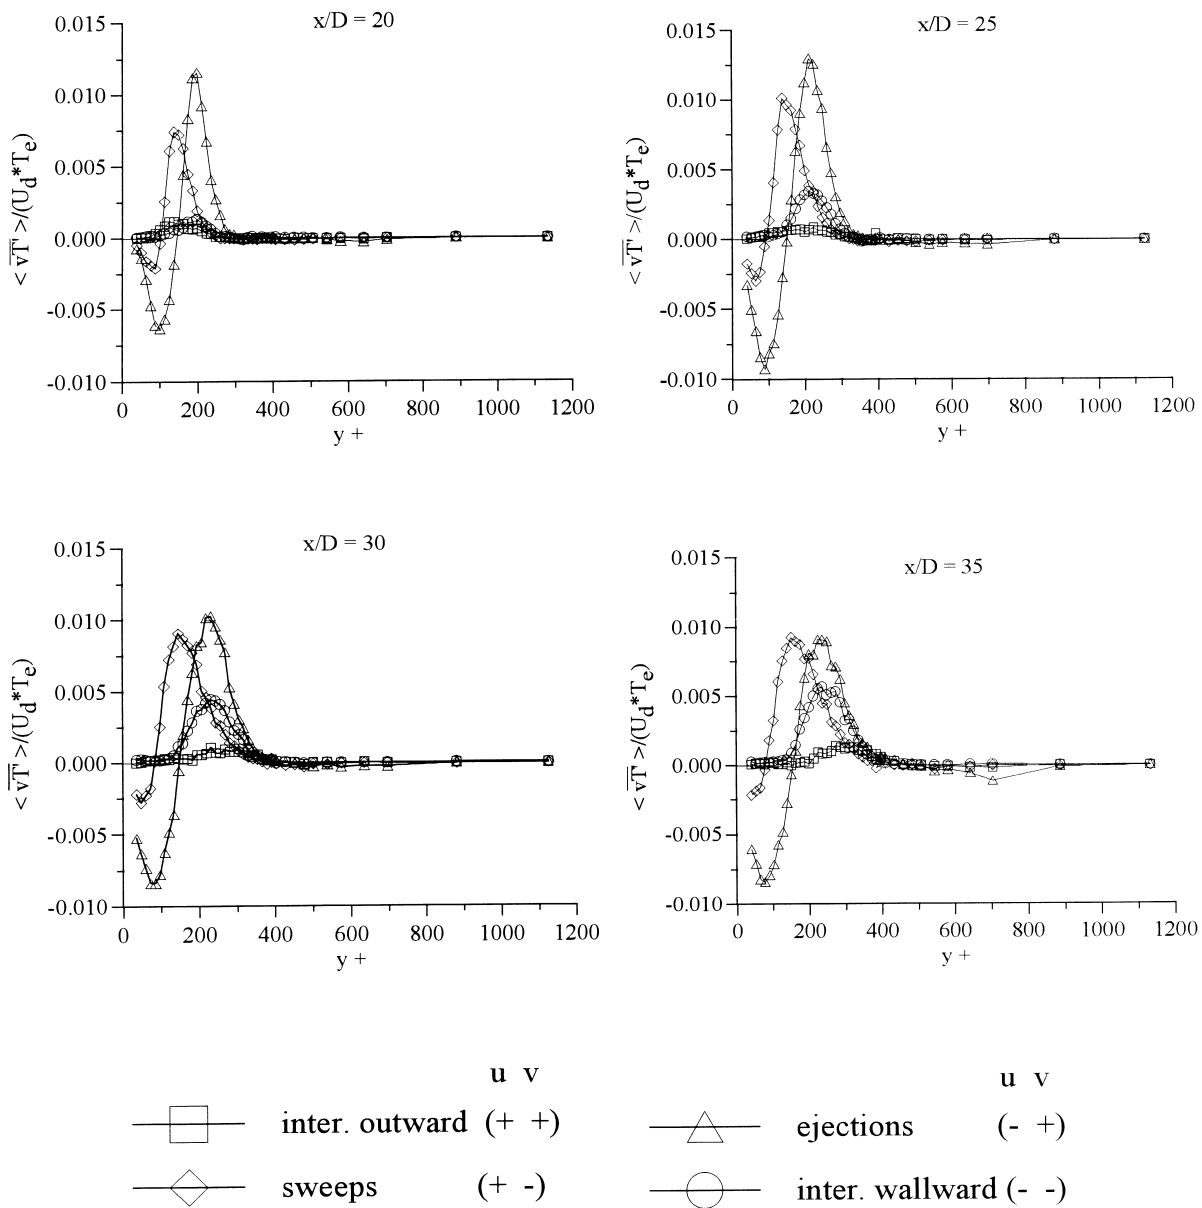 x/D = 20
0.015
0.010
0.005
0.000
-0.005
-0.010
< vT' >/(U_d*T_e)
0 200 400 600 800 1000 1200
y +
x/D = 25
0.015
0.010
0.005
0.000
-0.005
-0.010
< vT' >/(U_d*T_e)
0 200 400 600 800 1000 1200
y +
x/D = 30
0.015
0.010
0.005
0.000
-0.005
-0.010
< vT' >/(U_d*T_e)
0 200 400 600 800 1000 1200
y +
x/D = 35
0.015
0.010
0.005
0.000
-0.005
-0.010
< vT' >/(U_d*T_e)
0 200 400 600 800 1000 1200
y +
u v
inter. outward (+ +)
sweeps (+ -)
u v
ejections (- +)
inter. wallward (- -)